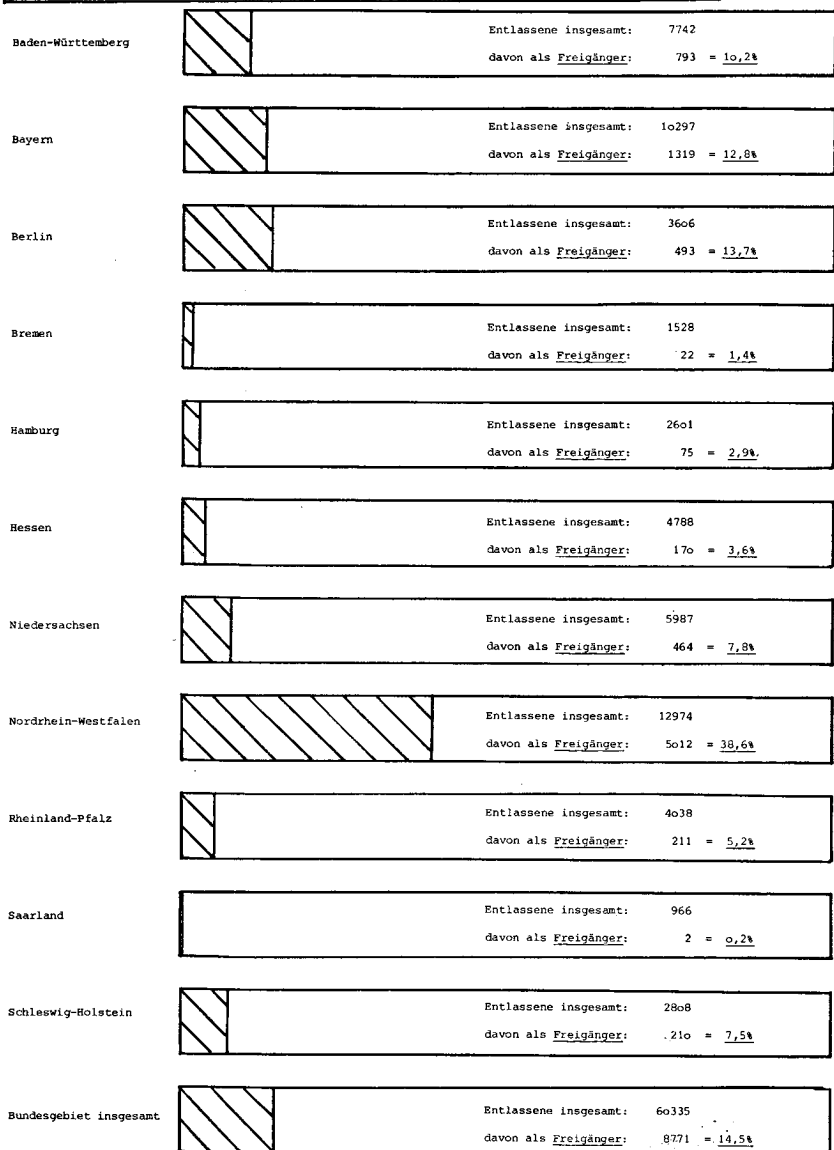 Entlassene insgesamt: 7742
Baden-Württemberg
davon als Freigänger: 793 = 1o,2%
Entlassene insgesamt: 1o297
Bayern
davon als Freigänger: 1319 = 12,8%
Entlassene insgesamt: 36o6
Berlin
davon als Freigänger: 493 = 13,7%
Entlassene insgesamt: 1528
Bremen
davon als Freigänger: 22 = 1,4%
Entlassene insgesamt: 26o1
Hamburg
davon als Freigänger: 75 = 2,9%
Entlassene insgesamt: 4788
Hessen
davon als Freigänger: 17o = 3,6%
Entlassene insgesamt: 5987
Niedersachsen
davon als Freigänger: 464 = 7,8%
Entlassene insgesamt: 12974
Nordrhein-Westfalen
davon als Freigänger: 5o12 = 38,6%
Entlassene insgesamt: 4o38
Rheinland-Pfalz
davon als Freigänger: 211 = 5,2%
Entlassene insgesamt: 966
Saarland
davon als Freigänger: 2 = o,2%
Entlassene insgesamt: 28o8
Schleswig-Holstein
davon als Freigänger: 21o = 7,5%
Entlassene insgesamt: 6o335
Bundesgebiet insgesamt
davon als Freigänger: 8771 = 14,5%